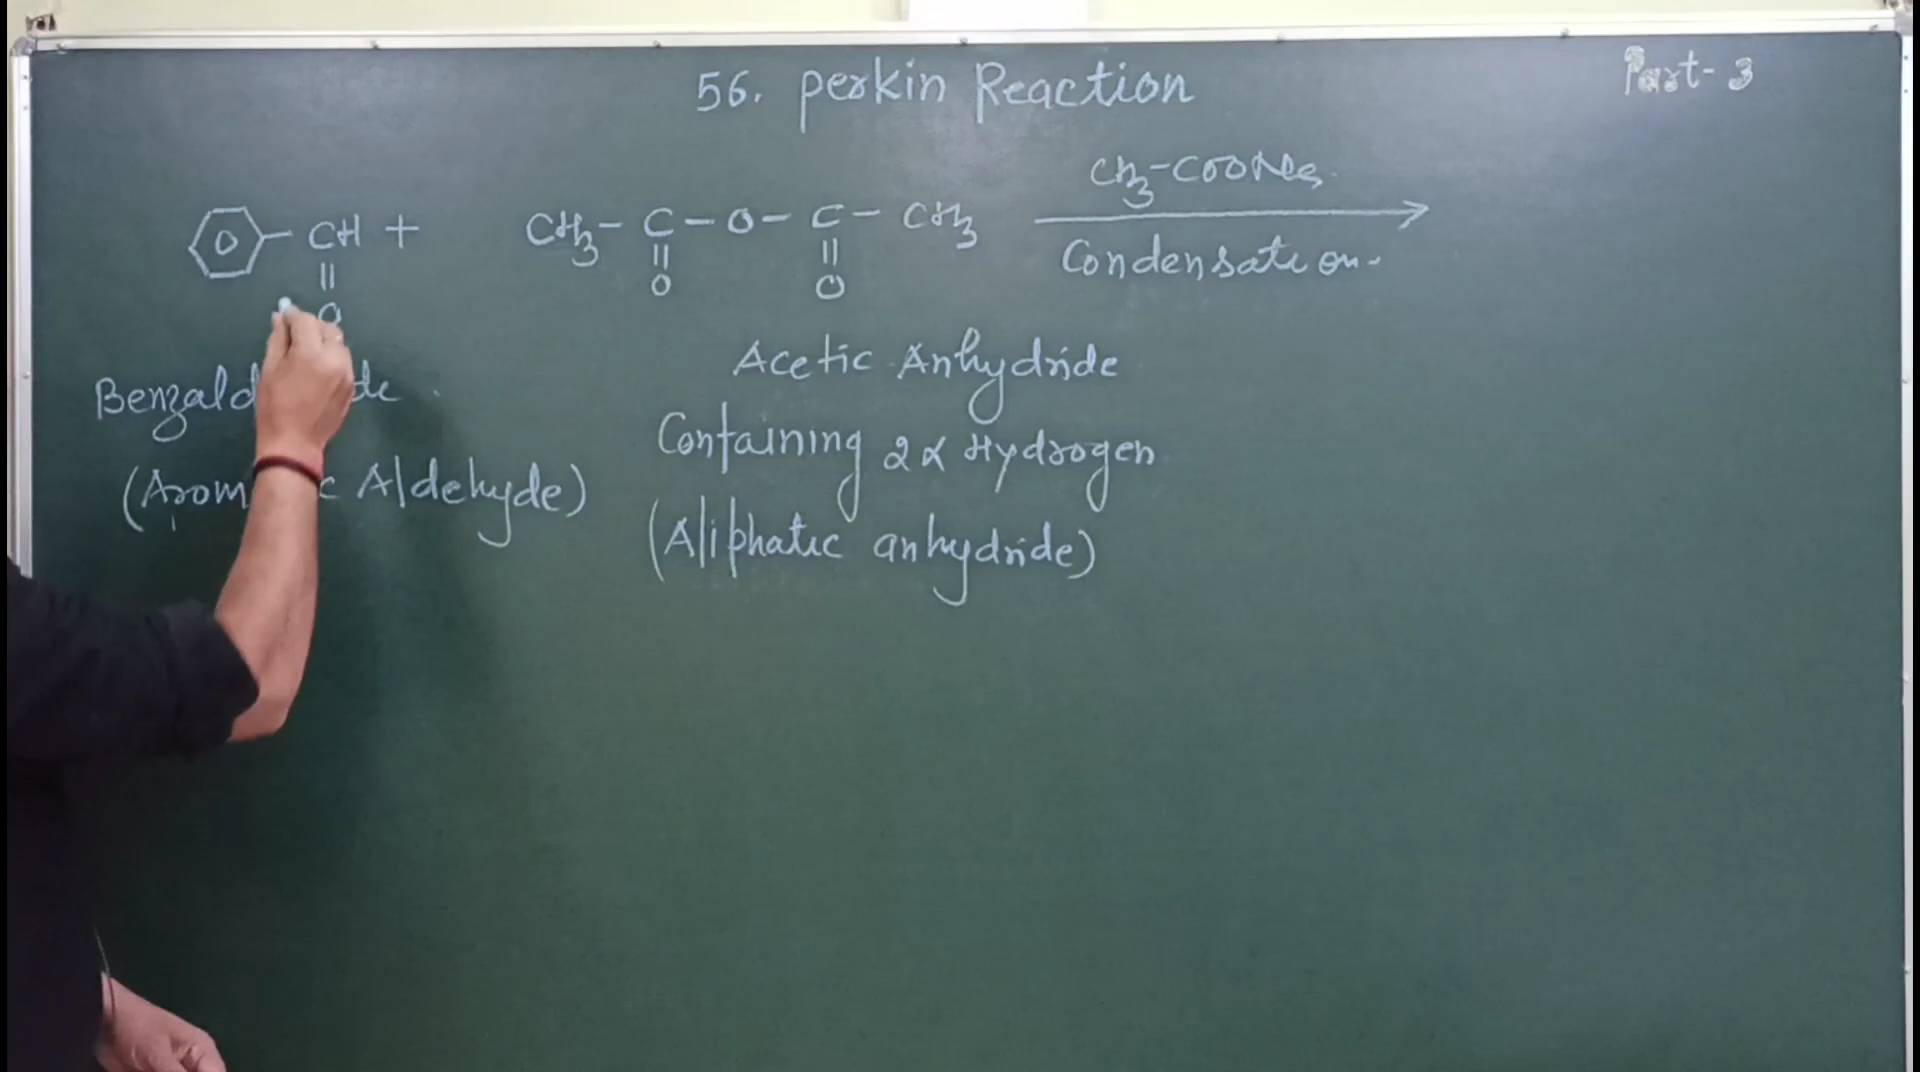 56. Perkin Reaction
Part-3
CH3-COONa
CH + CH3-C-O-C-CH3
|| || ||
O O O
Condensation.
Acetic Anhydride
Containing 2α Hydrogen
(Aliphatic anhydride)
(Aldehyde)